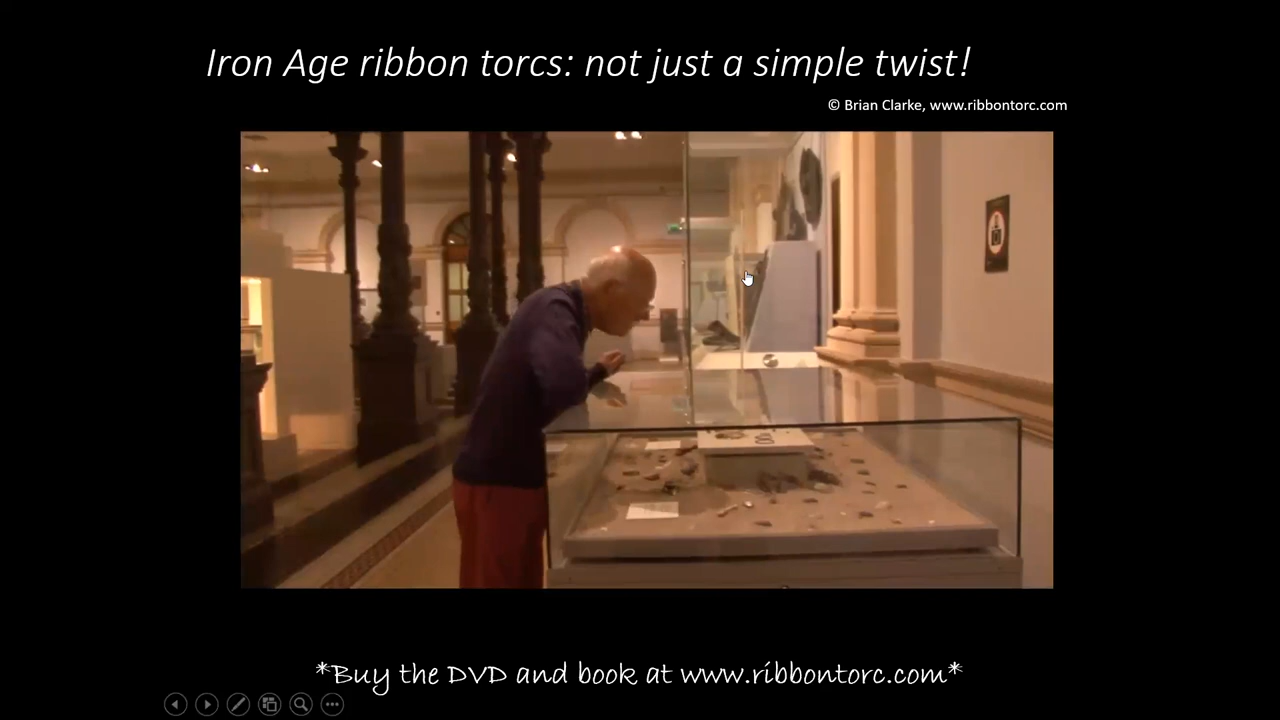 Iron Age ribbon torcs: not just a simple twist!
© Brian Clarke, www.ribbontorc.com
*Buy the DVD and book at www.ribbontorc.com*